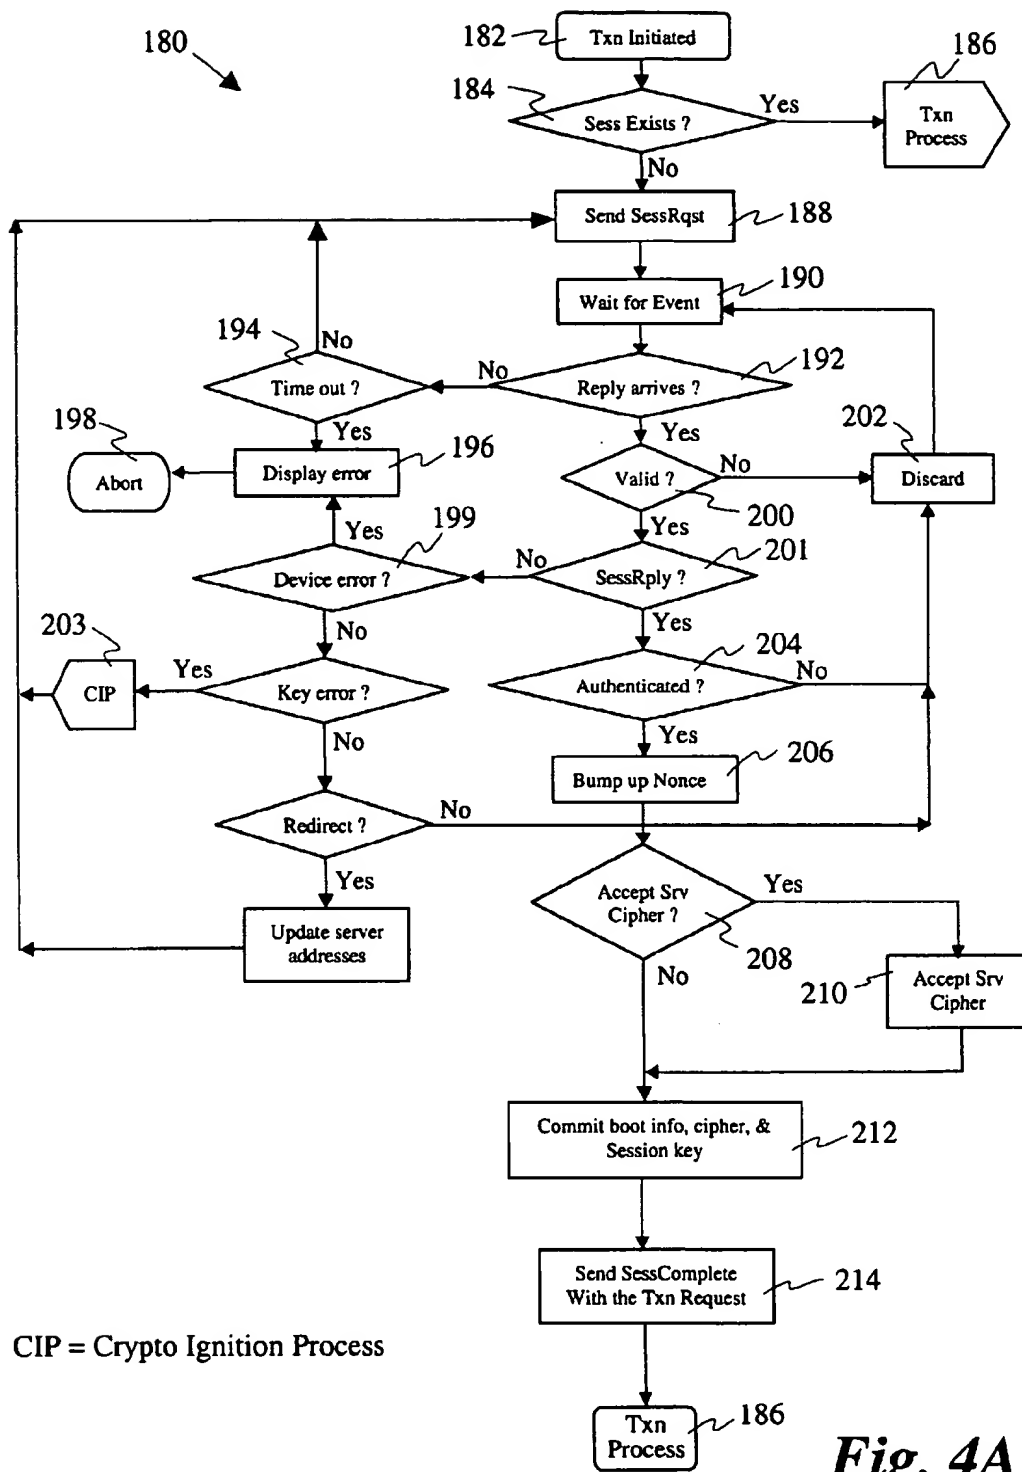 180
182
Txn Initiated
186
184
Sess Exists ?
Yes
Txn
Process
No
Send SessRqst
188
Wait for Event
190
194
No
Time out ?
No
Reply arrives ?
192
198
Yes
Yes
202
Abort
Display error
196
Valid ?
No
Discard
200
Yes
199
Yes
201
Device error ?
No
SessRply ?
203
No
Yes
204
CIP
Yes
Key error ?
Authenticated ?
No
No
Yes
206
Bump up Nonce
Redirect ?
No
Yes
Accept Srv
Cipher ?
Yes
208
Update server
addresses
No
210
Accept Srv
Cipher
Commit boot info, cipher, &
Session key
212
Send SessComplete
With the Txn Request
214
CIP = Crypto Ignition Process
Txn
Process
186
Fig. 4A